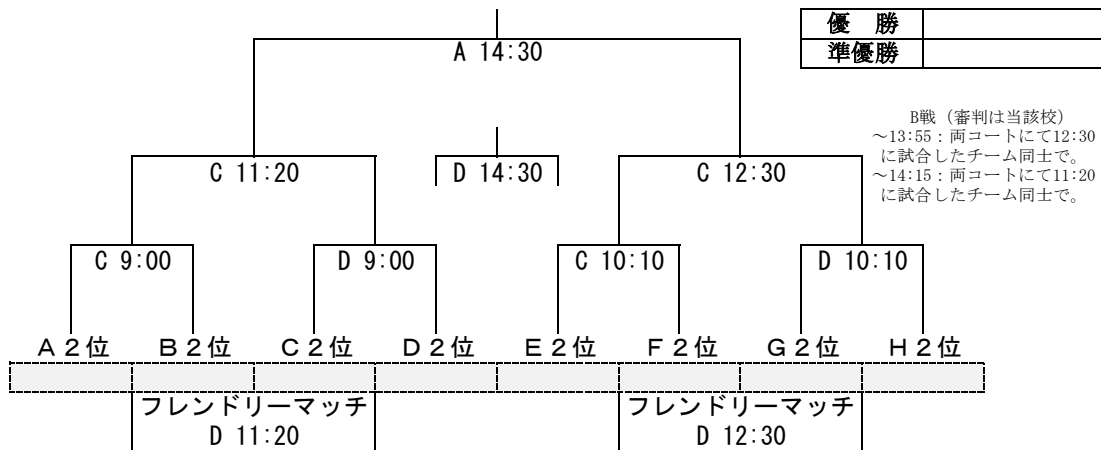 優　勝
A 14:30
準優勝
B戦（審判は当該校）
～13:55：両コートにて12:30
に試合したチーム同士で。
～14:15：両コートにて11:20
に試合したチーム同士で。
C 11:20
D 14:30
C 12:30
C 9:00
D 9:00
C 10:10
D 10:10
A２位　B２位　C２位　D２位　E２位　F２位　G２位　H２位
フレンドリーマッチ
D 11:20
フレンドリーマッチ
D 12:30